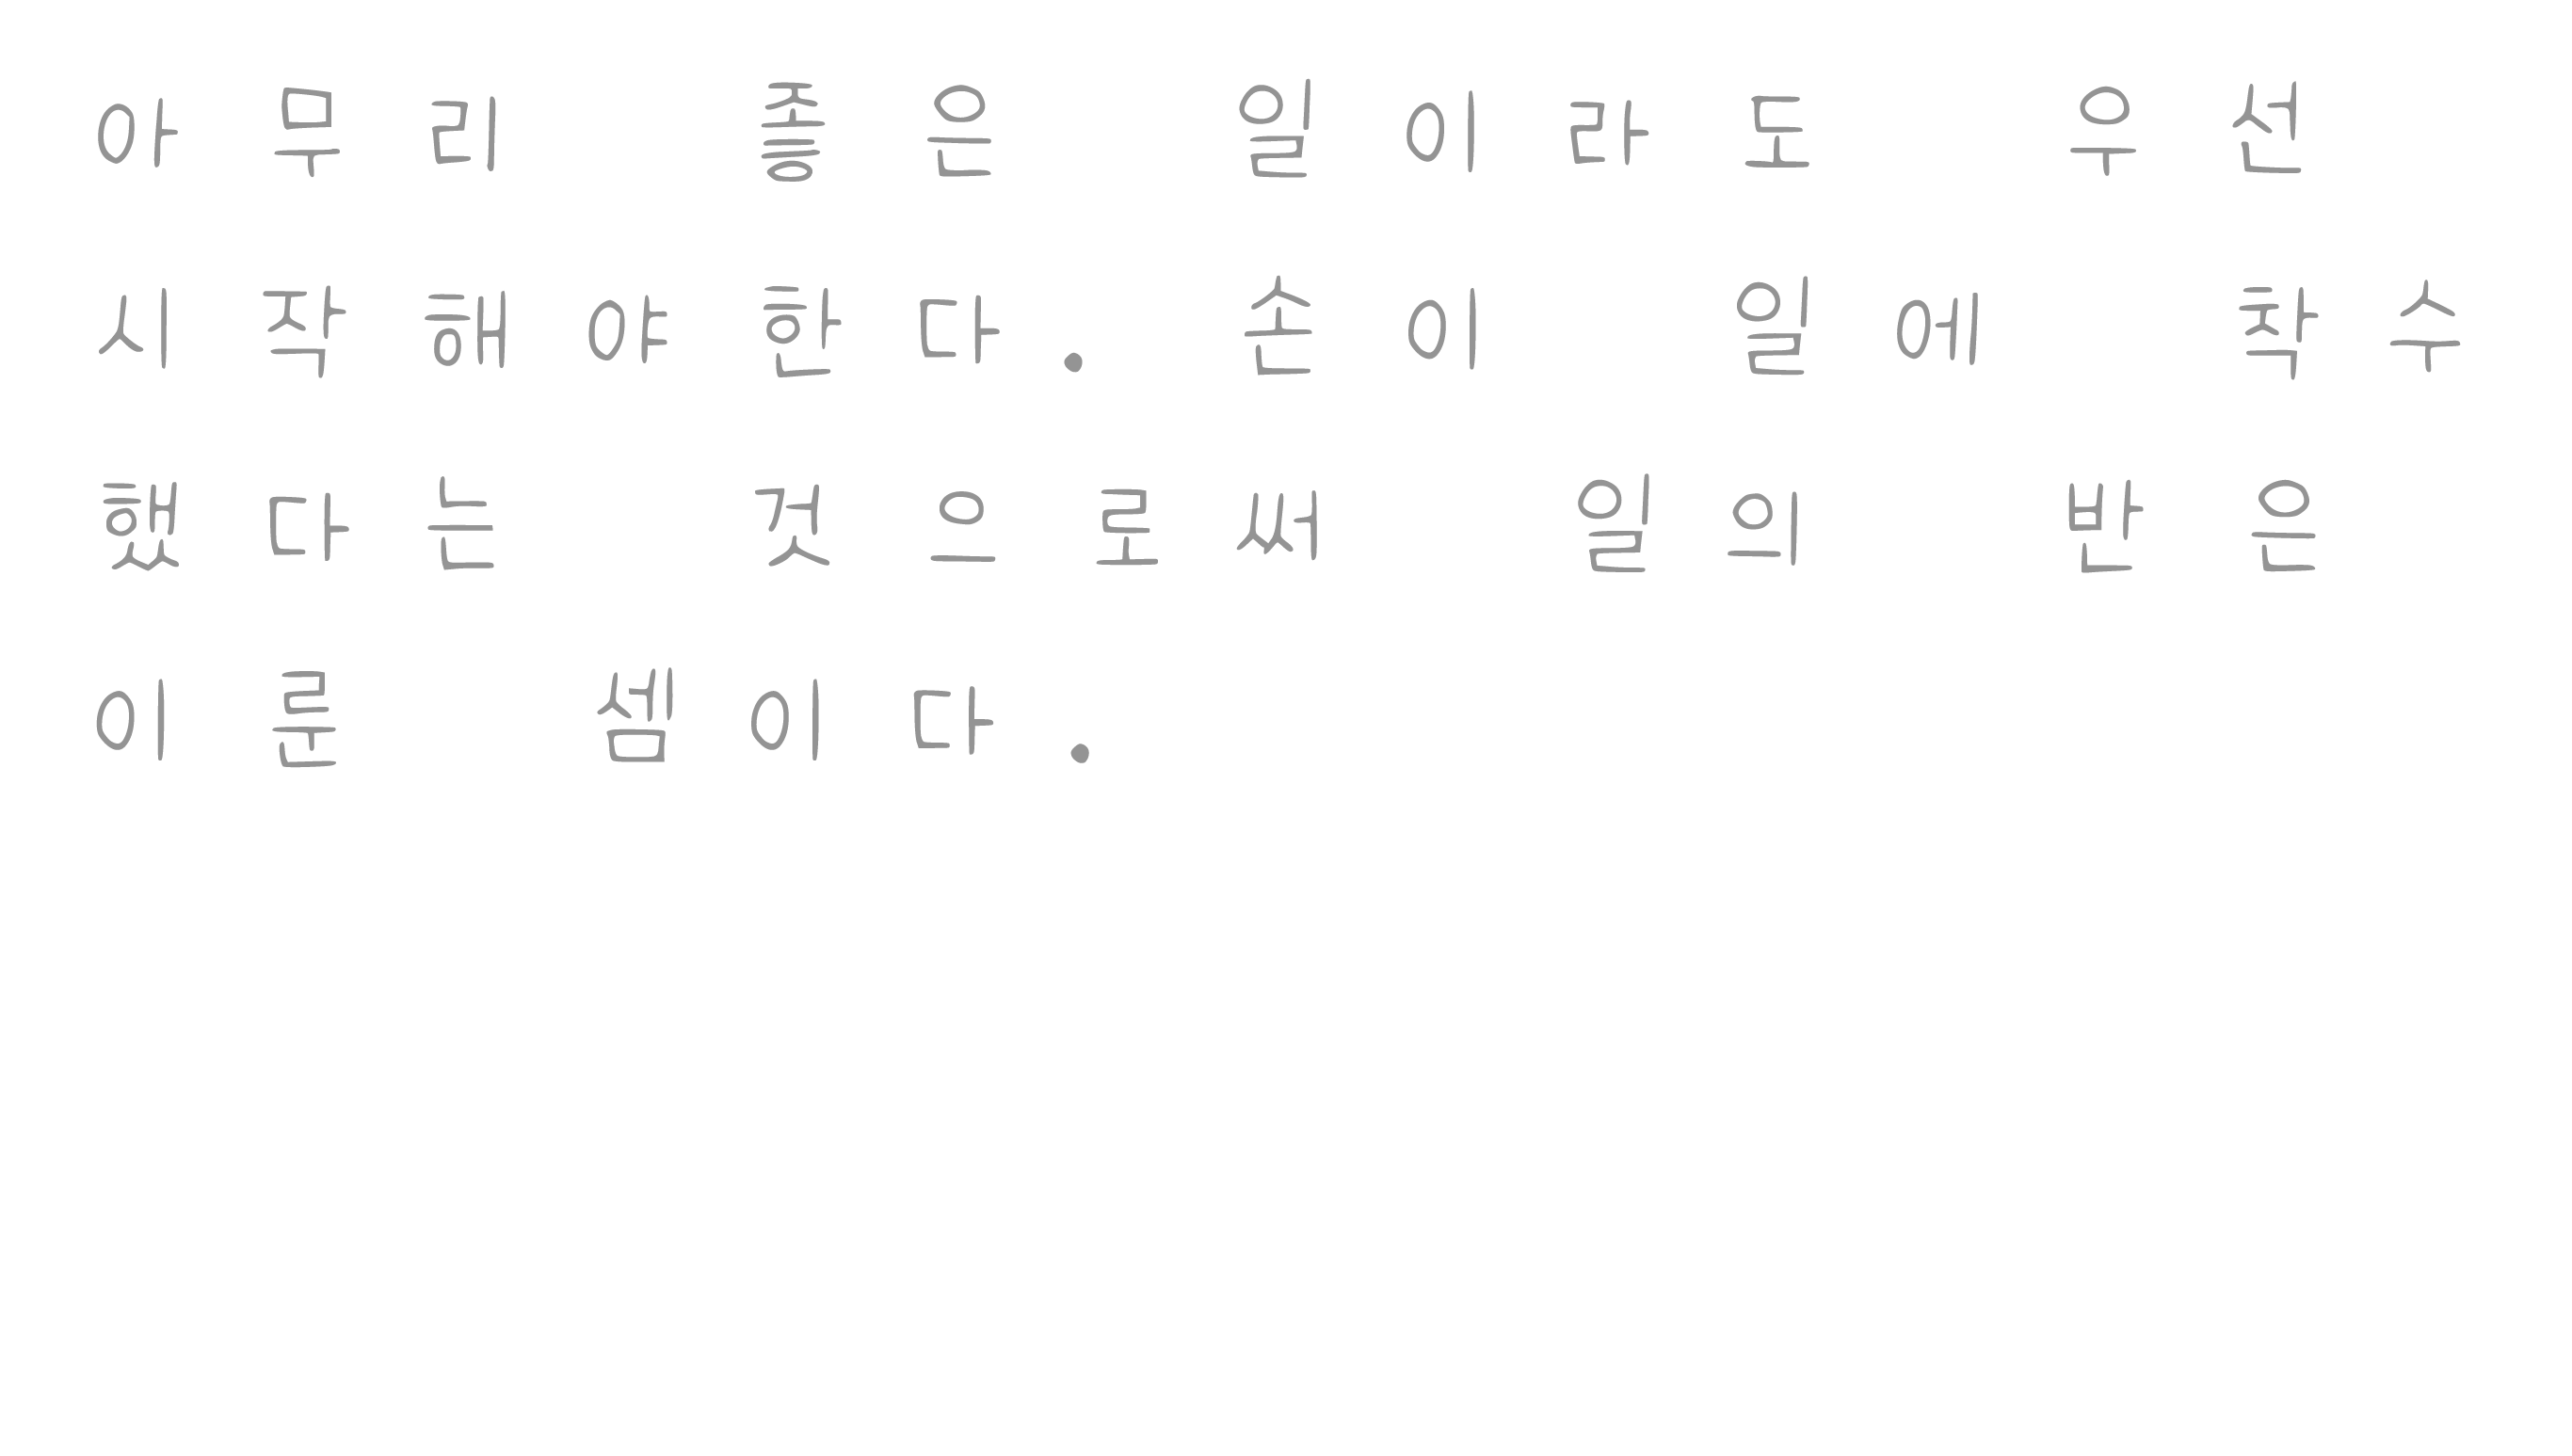 아무리 좋은 일이라도 우선
시작해야한다. 손이 일에 착수
했다는 것으로써 일의 반은
이룬 셈이다.